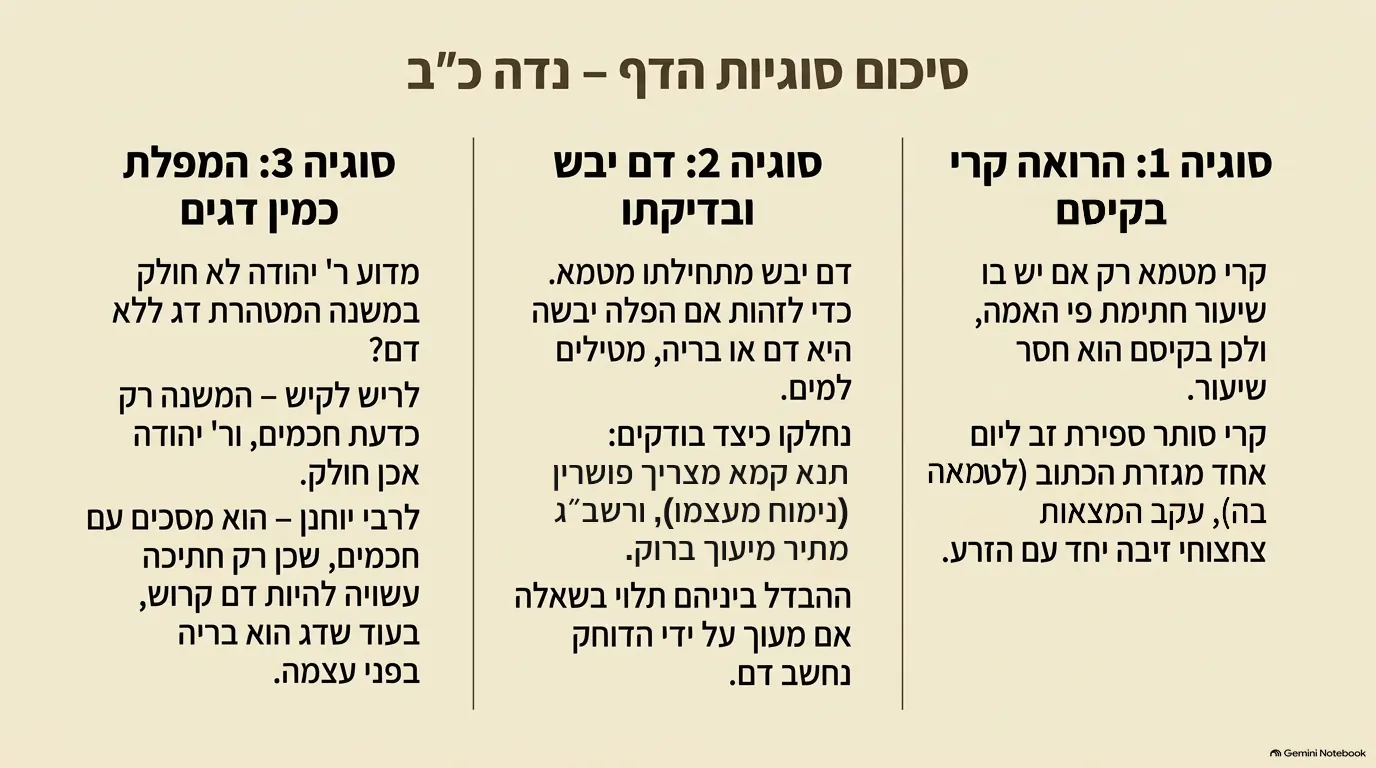 סיכום סוגיות הדף – נדה כ״ב
סוגיה 1: הרואה קרי
בקיסם
קרי מטמא רק אם יש בו
שיעור חתימת פי האמה,
ולכן בקיסם הוא חסר
שיעור.
קרי סותר ספירת זב ליום
אחד מגזרת הכתוב (לטמאה
בה), עקב המצאות
צחצוחי זיבה יחד עם הזרע.
סוגיה 2: דם יבש
ובדיקתו
דם יבש מתחילתו מטמא.
כדי לזהות אם הפלה יבשה
היא דם או בריה, מטילים
למים.
נחלקו כיצד בודקים:
תנא קמא מצריך פושרין
(נימוח מעצמו), ורשב״ג
מתיר מיעוך ברוק.
ההבדל ביניהם תלוי בשאלה
אם מעוך על ידי הדוחק
נחשב דם.
סוגיה 3: המפלת
כמין דגים
מדוע ר' יהודה לא חולק
במשנה המטהרת דג ללא
דם?
לריש לקיש – המשנה רק
כדעת חכמים, ור' יהודה
אכן חולק.
לרבי יוחנן – הוא מסכים עם
חכמים, שכן רק חתיכה
עשויה להיות דם קרוש,
בעוד שדג הוא בריה
בפני עצמה.
Gemini Notebook